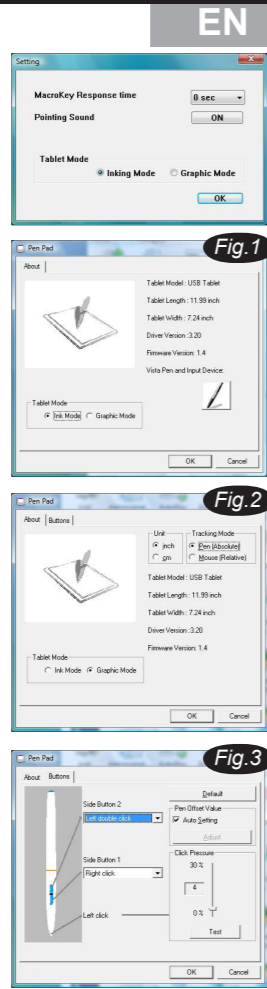 EN
Setting
MacroKey Response time
0 sec
Pointing Sound
ON
Tablet Mode
Inking Mode
Graphic Mode
OK
Fig.1
Pen Pad
About
Tablet Model : USB Tablet
Tablet Length : 11.99 inch
Tablet Width : 7.24 inch
Driver Version :3.20
Firmware Version: 1.4
Vista Pen and Input Device:
Tablet Mode
Ink Mode
Graphic Mode
OK
Cancel
Fig.2
Pen Pad
About
Buttons
Unit
inch
cm
Tracking Mode
Pen (Absolute)
Mouse (Relative)
Tablet Model : USB Tablet
Tablet Length : 11.99 inch
Tablet Width : 7.24 inch
Driver Version :3.20
Firmware Version: 1.4
Tablet Mode
Ink Mode
Graphic Mode
OK
Cancel
Fig.3
Pen Pad
About
Buttons
Side Button 2
Left double click
Side Button 1
Right click
Left click
Default
Pen Offset Value
Auto Setting
Adjust
Click Pressure
30 %
4
0 %
Test
OK
Cancel